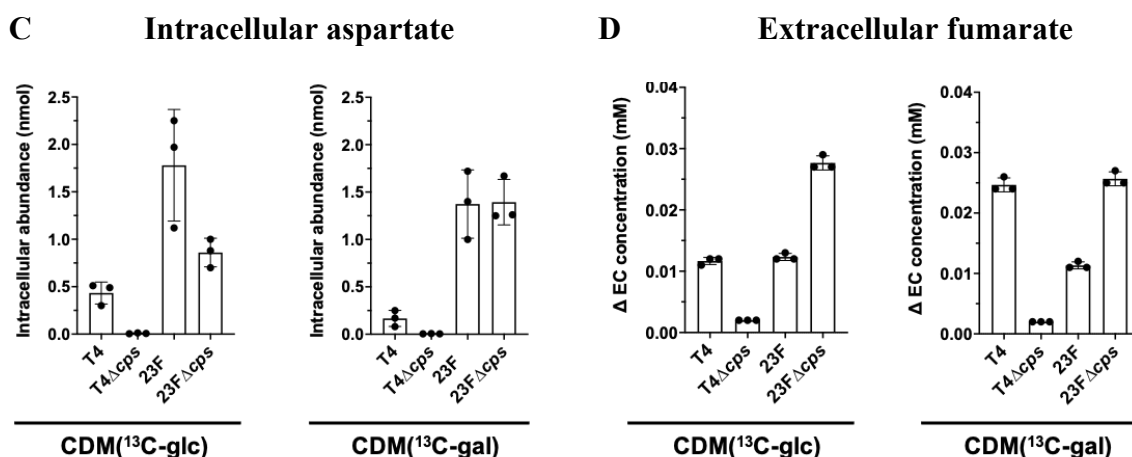 C Intracellular aspartate
Intracellular abundance (nmol)
2.5
2.0
1.5
1.0
0.5
0.0
T4
T4Δcps
23F
23FΔcps
CDM(¹³C-glc)
Intracellular abundance (nmol)
2.5
2.0
1.5
1.0
0.5
0.0
T4
T4Δcps
23F
23FΔcps
CDM(¹³C-gal)
D Extracellular fumarate
Δ EC concentration (mM)
0.04
0.03
0.02
0.01
0.00
T4
T4Δcps
23F
23FΔcps
CDM(¹³C-glc)
Δ EC concentration (mM)
0.04
0.03
0.02
0.01
0.00
T4
T4Δcps
23F
23FΔcps
CDM(¹³C-gal)